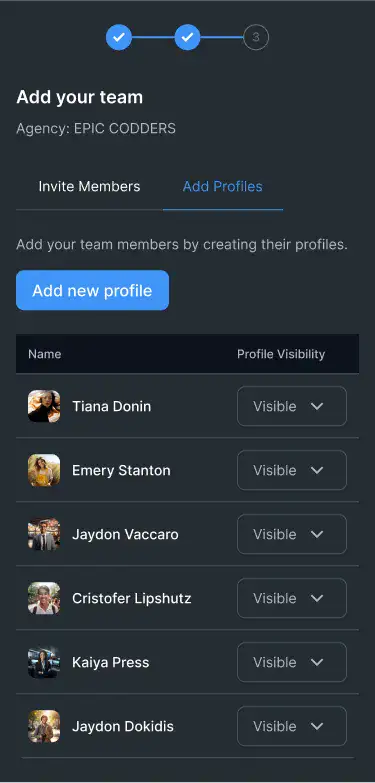 3
Add your team
Agency: EPIC CODDERS
Invite Members Add Profiles
Add your team members by creating their profiles.
Add new profile
Name Profile Visibility
Tiana Donin Visible
Emery Stanton Visible
Jaydon Vaccaro Visible
Cristofer Lipshutz Visible
Kaiya Press Visible
Jaydon Dokidis Visible